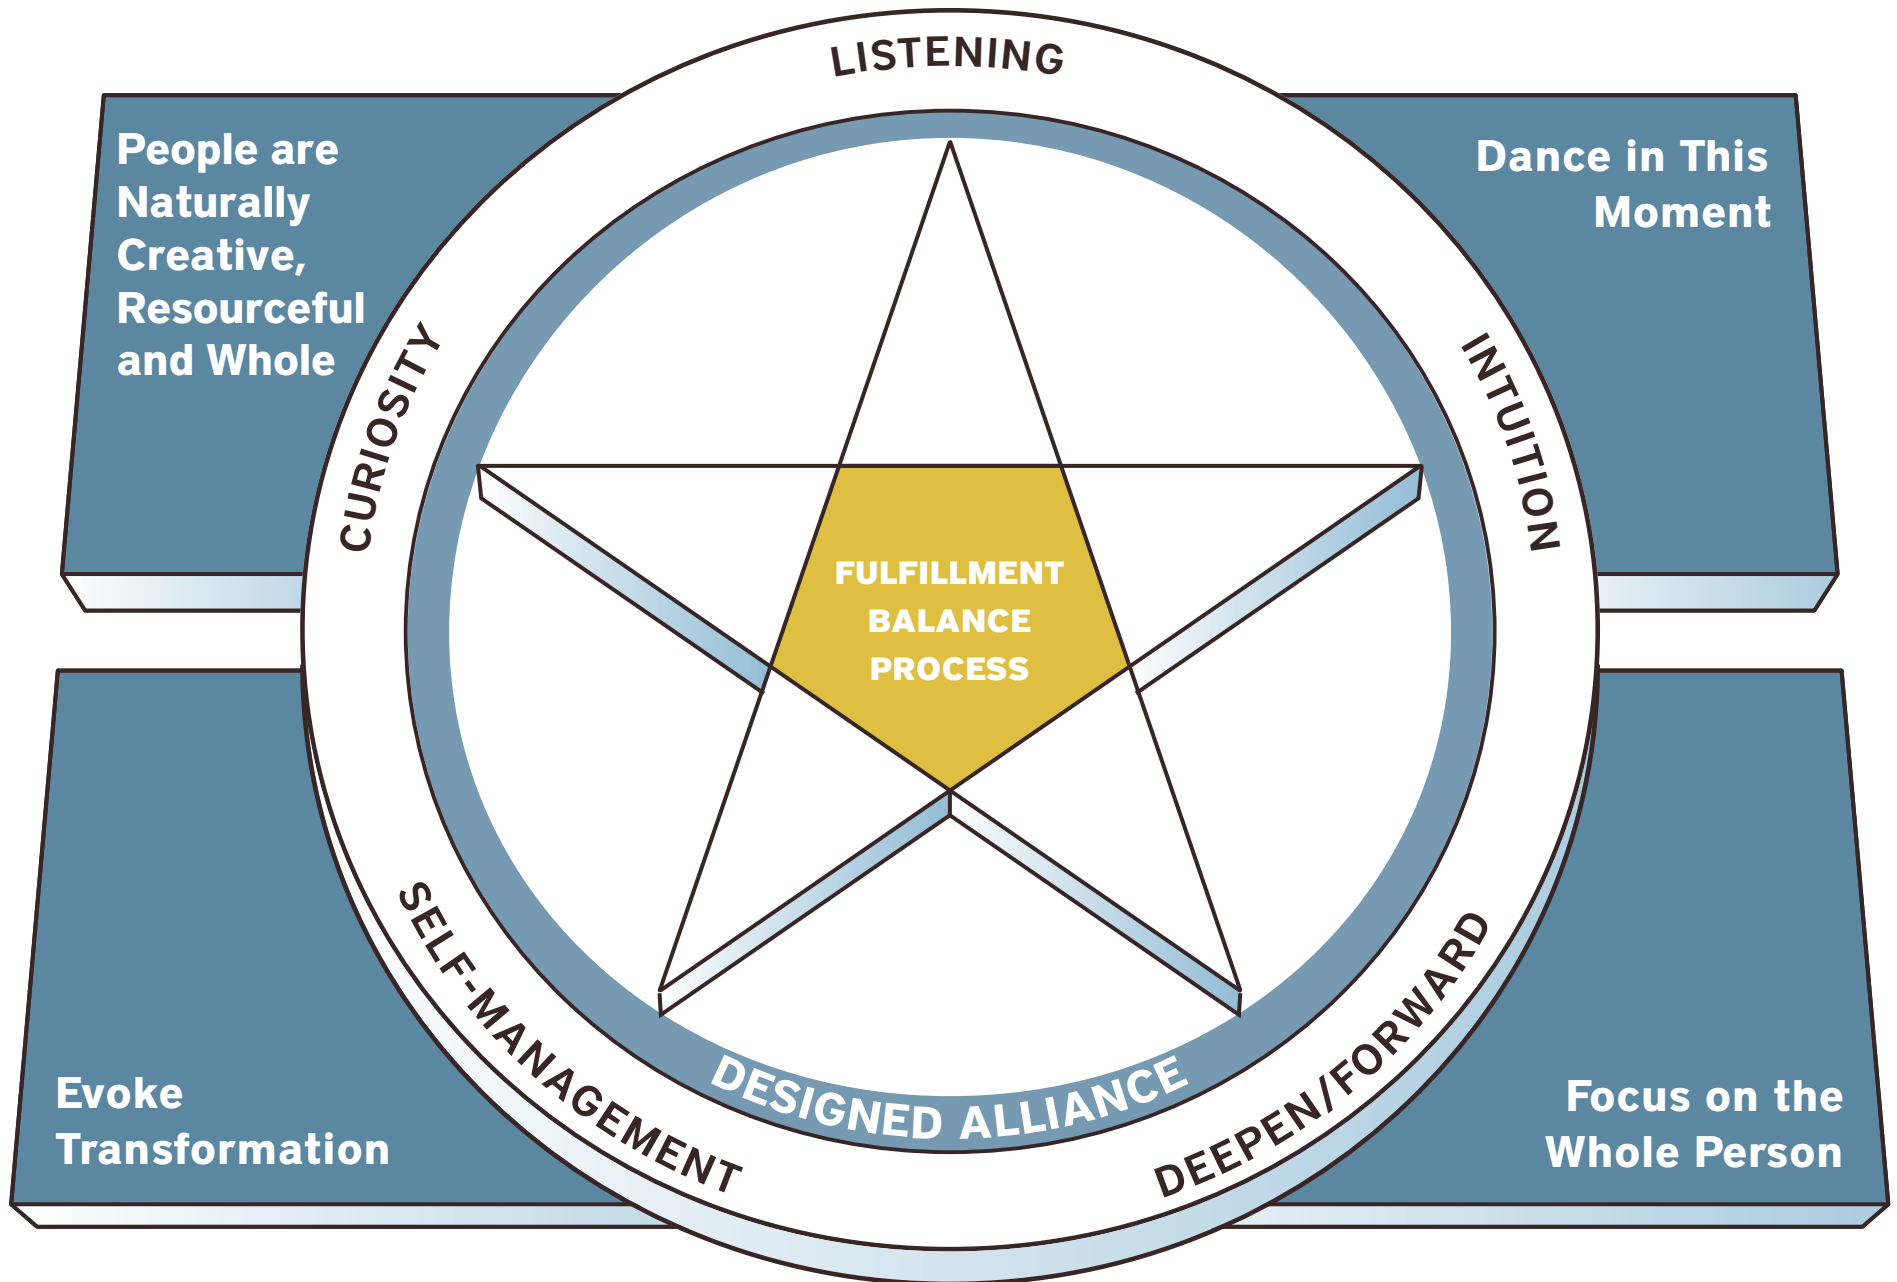 LISTENING
People are
Naturally
Creative,
Resourceful
and Whole
Dance in This
Moment
CURIOSITY
INTUITION
FULFILLMENT
BALANCE
PROCESS
SELF-MANAGEMENT
DEEPEN/FORWARD
DESIGNED ALLIANCE
Evoke
Transformation
Focus on the
Whole Person